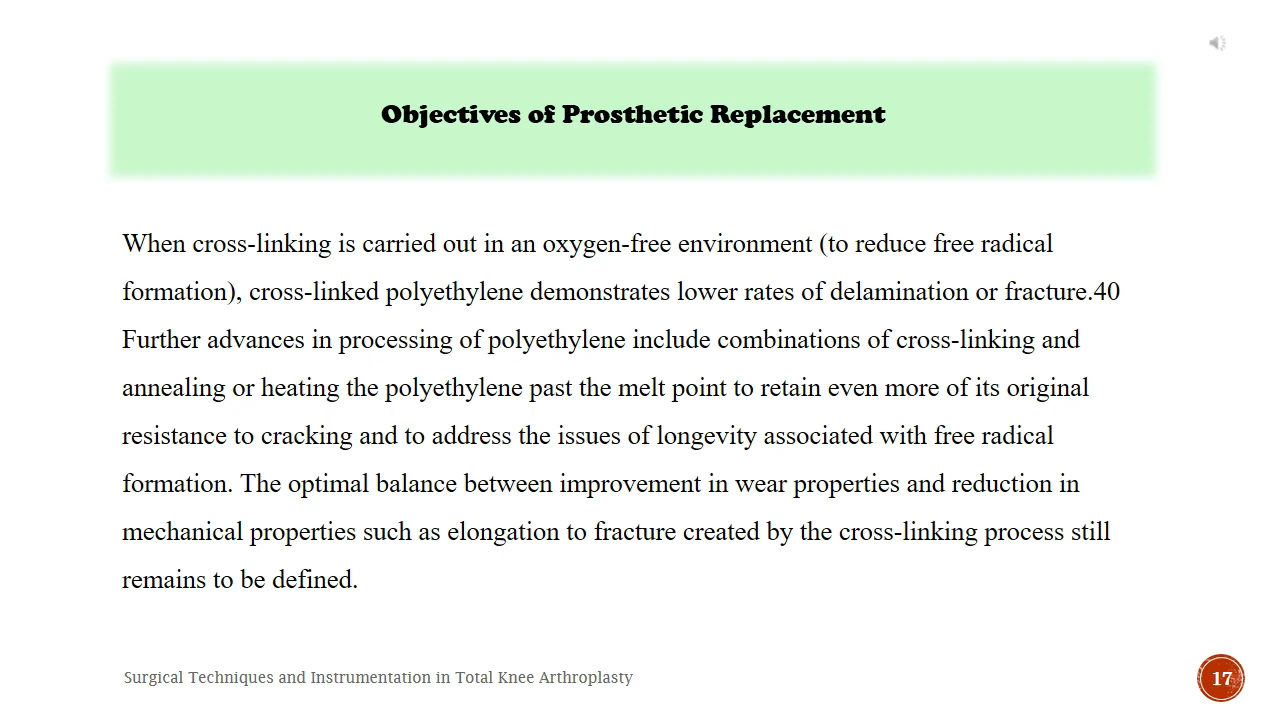 Objectives of Prosthetic Replacement
When cross-linking is carried out in an oxygen-free environment (to reduce free radical
formation), cross-linked polyethylene demonstrates lower rates of delamination or fracture.40
Further advances in processing of polyethylene include combinations of cross-linking and
annealing or heating the polyethylene past the melt point to retain even more of its original
resistance to cracking and to address the issues of longevity associated with free radical
formation. The optimal balance between improvement in wear properties and reduction in
mechanical properties such as elongation to fracture created by the cross-linking process still
remains to be defined.
Surgical Techniques and Instrumentation in Total Knee Arthroplasty
17